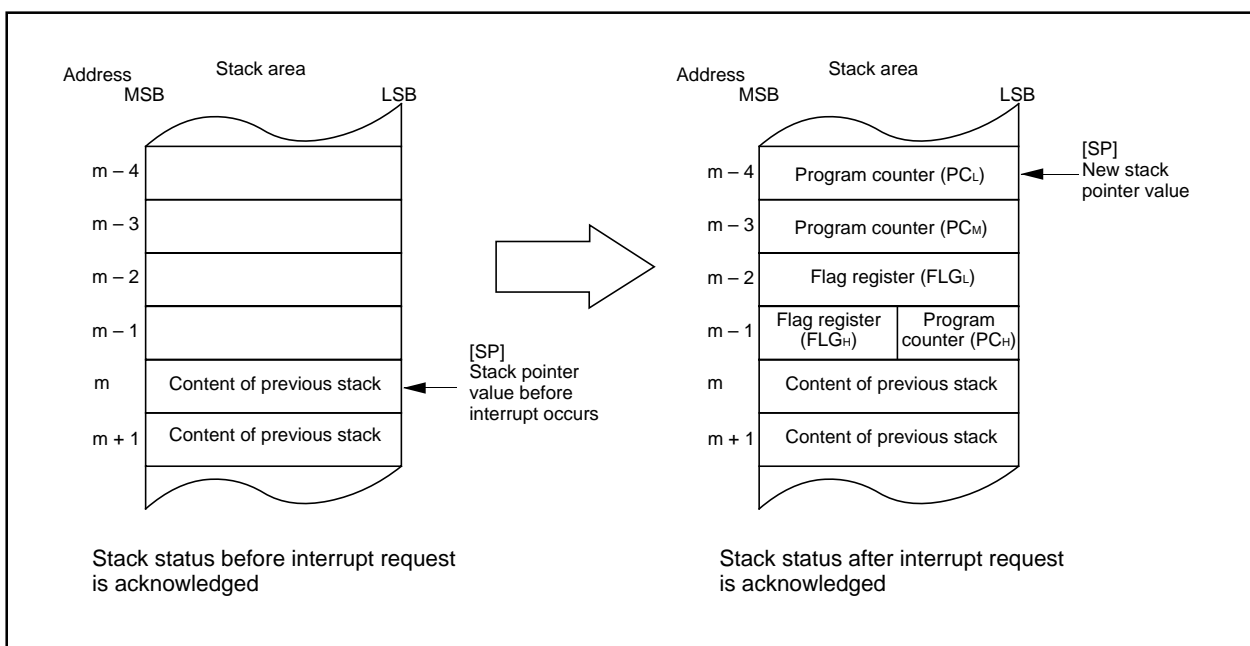 Address
Stack area
MSB
LSB
m – 4
m – 3
m – 2
m – 1
m
Content of previous stack
m + 1
Content of previous stack
[SP]
Stack pointer
value before
interrupt occurs
Stack status before interrupt request
is acknowledged
Address
Stack area
MSB
LSB
m – 4
Program counter (PCL)
m – 3
Program counter (PCM)
m – 2
Flag register (FLGL)
m – 1
Flag register
(FLGH)
Program
counter (PCH)
m
Content of previous stack
m + 1
Content of previous stack
[SP]
New stack
pointer value
Stack status after interrupt request
is acknowledged